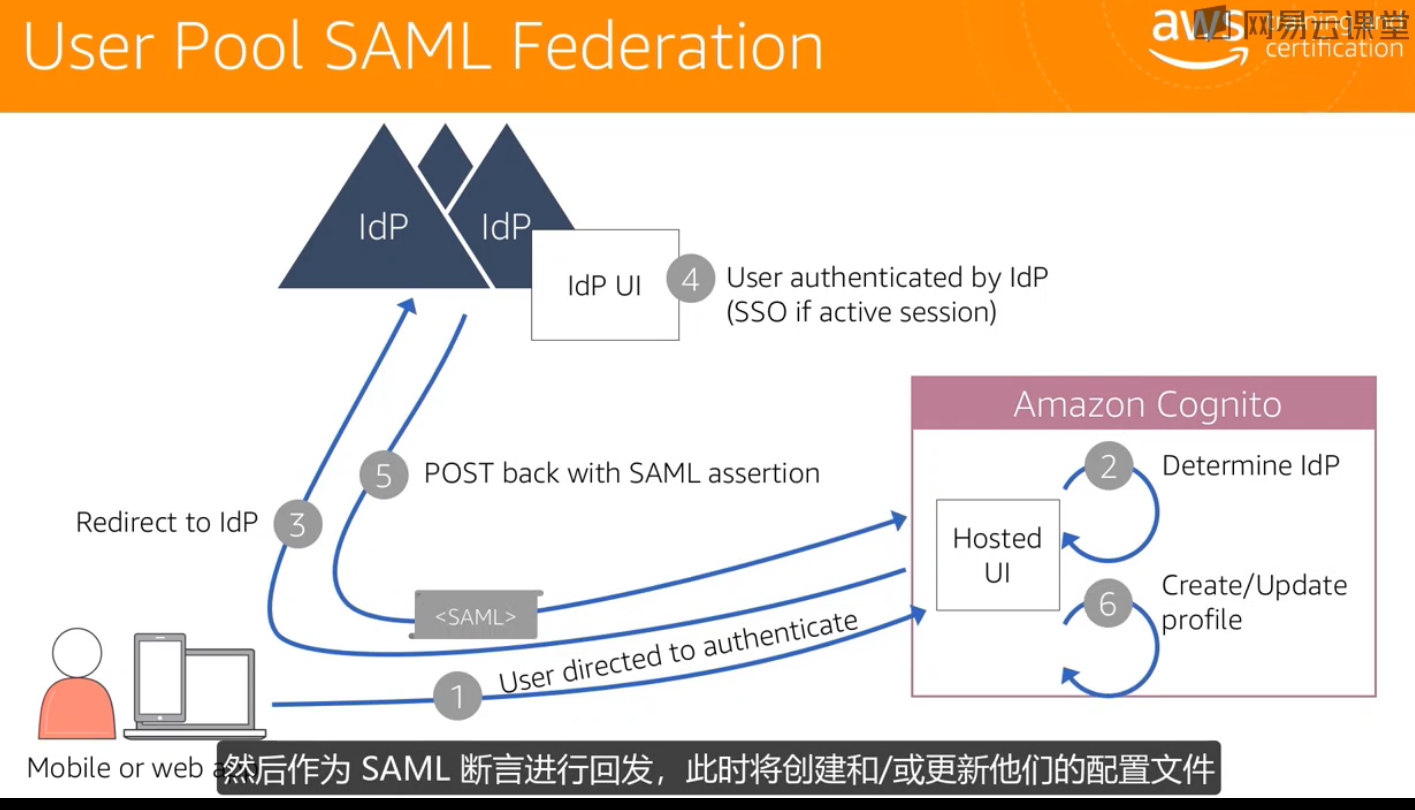 User Pool SAML Federation
aws training and
certification
网易云课堂
IdP
IdP
IdP UI
4
User authenticated by IdP
(SSO if active session)
Amazon Cognito
2
Determine IdP
5
POST back with SAML assertion
Redirect to IdP
3
Hosted
UI
6
Create/Update
profile
<SAML>
1
User directed to authenticate
Mobile or web app
然后作为 SAML 断言进行回发，此时将创建和/或更新他们的配置文件